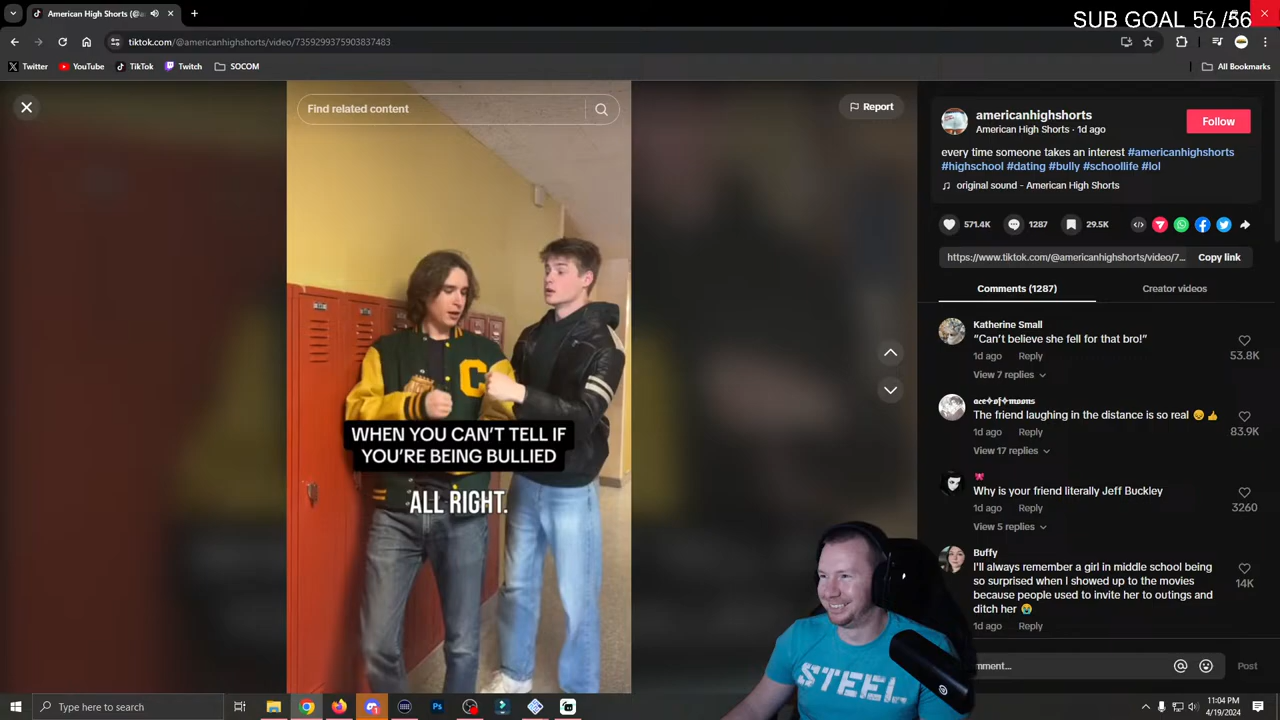 American High Shorts (@a
SUB GOAL 56 /56
tiktok.com/@americanhighshorts/video/7359299375903837483
Twitter
YouTube
TikTok
Twitch
SOCOM
All Bookmarks
Find related content
Report
WHEN YOU CAN'T TELL IF
YOU'RE BEING BULLIED
ALL RIGHT.
C
americanhighshorts
American High Shorts · 1d ago
Follow
every time someone takes an interest #americanhighshorts
#highschool #dating #bully #schoollife #lol
original sound - American High Shorts
571.4K
1287
29.5K
https://www.tiktok.com/@americanhighshorts/video/7...
Copy link
Comments (1287)
Creator videos
Katherine Small
“Can’t believe she fell for that bro!”
1d ago Reply
53.8K
View 7 replies
ace⋄of⋄moons
The friend laughing in the distance is so real 😔👍
1d ago Reply
83.9K
View 17 replies
🎀
Why is your friend literally Jeff Buckley
1d ago Reply
3260
View 5 replies
Buffy
I'll always remember a girl in middle school being
so surprised when I showed up to the movies
because people used to invite her to outings and
ditch her 😭
14K
1d ago Reply
mment...
Post
STEEL
Type here to search
11:04 PM
4/19/2024